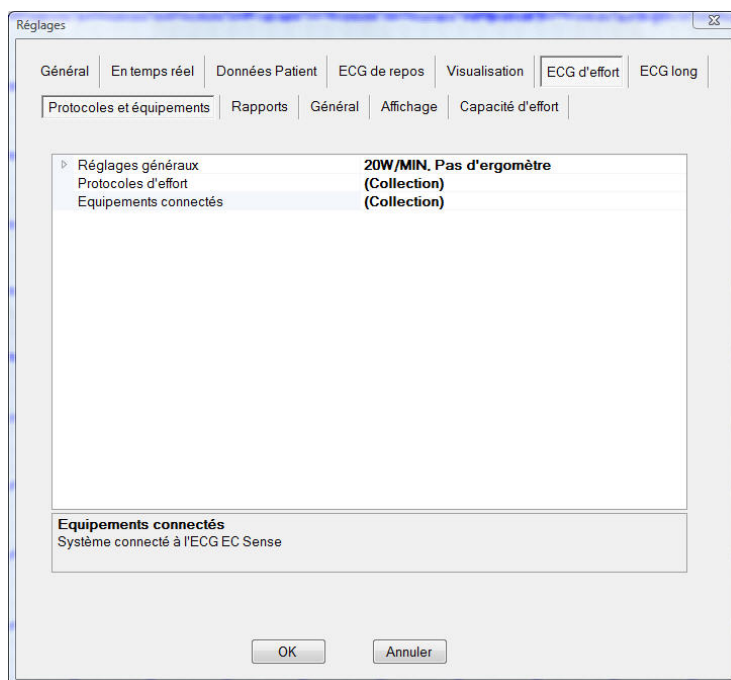 Réglages
Général En temps réel Données Patient ECG de repos Visualisation ECG d'effort ECG long
Protocoles et équipements Rapports Général Affichage Capacité d'effort
Réglages généraux 20W/MIN, Pas d'ergomètre
Protocoles d'effort (Collection)
Equipements connectés (Collection)
Equipements connectés
Système connecté à l'ECG EC Sense
OK Annuler